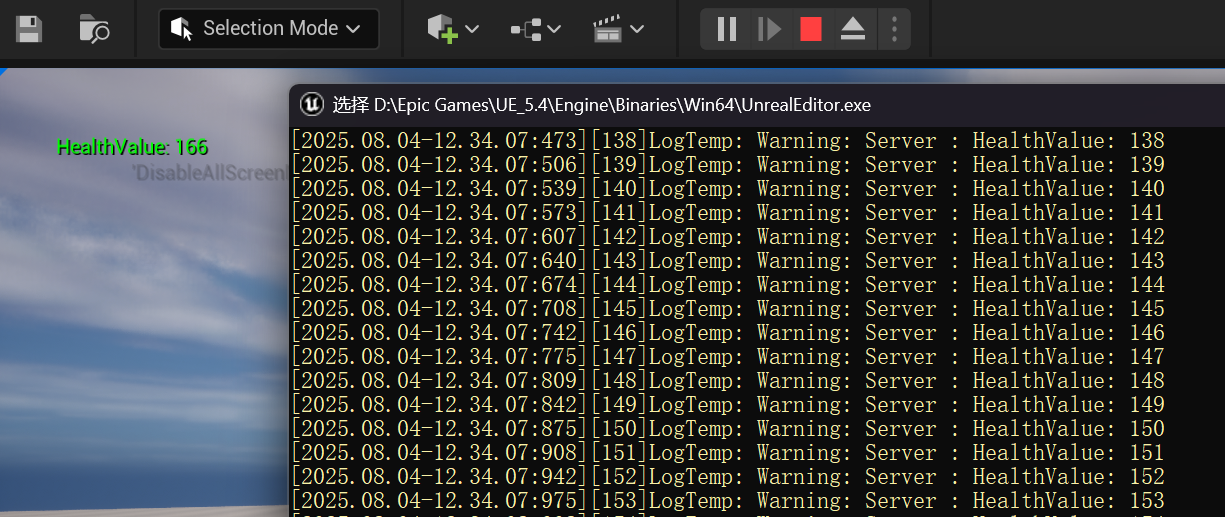 Selection Mode
选择 D:\Epic Games\UE_5.4\Engine\Binaries\Win64\UnrealEditor.exe
HealthValue: 166
'DisableAllScreen
[2025.08.04-12.34.07:473][138]LogTemp: Warning: Server : HealthValue: 138
[2025.08.04-12.34.07:506][139]LogTemp: Warning: Server : HealthValue: 139
[2025.08.04-12.34.07:539][140]LogTemp: Warning: Server : HealthValue: 140
[2025.08.04-12.34.07:573][141]LogTemp: Warning: Server : HealthValue: 141
[2025.08.04-12.34.07:607][142]LogTemp: Warning: Server : HealthValue: 142
[2025.08.04-12.34.07:640][143]LogTemp: Warning: Server : HealthValue: 143
[2025.08.04-12.34.07:674][144]LogTemp: Warning: Server : HealthValue: 144
[2025.08.04-12.34.07:708][145]LogTemp: Warning: Server : HealthValue: 145
[2025.08.04-12.34.07:742][146]LogTemp: Warning: Server : HealthValue: 146
[2025.08.04-12.34.07:775][147]LogTemp: Warning: Server : HealthValue: 147
[2025.08.04-12.34.07:809][148]LogTemp: Warning: Server : HealthValue: 148
[2025.08.04-12.34.07:842][149]LogTemp: Warning: Server : HealthValue: 149
[2025.08.04-12.34.07:875][150]LogTemp: Warning: Server : HealthValue: 150
[2025.08.04-12.34.07:908][151]LogTemp: Warning: Server : HealthValue: 151
[2025.08.04-12.34.07:942][152]LogTemp: Warning: Server : HealthValue: 152
[2025.08.04-12.34.07:975][153]LogTemp: Warning: Server : HealthValue: 153